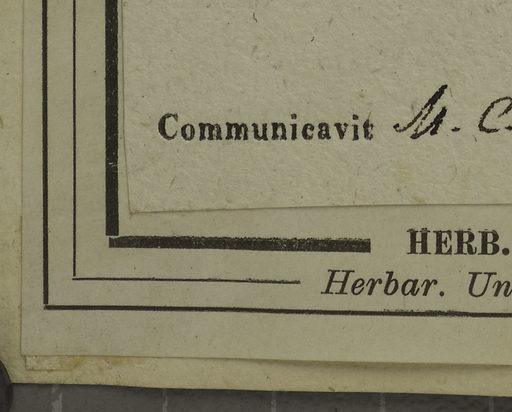 Communicavit M. C
HERB.
Herbar. Un